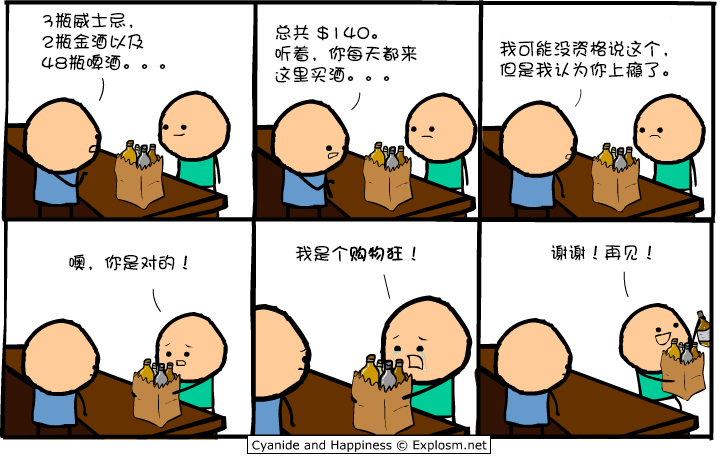 3瓶威士忌，
2瓶金酒以及
48瓶啤酒。。。
总共 $140。
听着，你每天都来
这里买酒。。。
我可能没资格说这个，
但是我认为你上瘾了。
噢，你是对的！
我是个购物狂！
谢谢！再见！
Cyanide and Happiness © Explosm.net